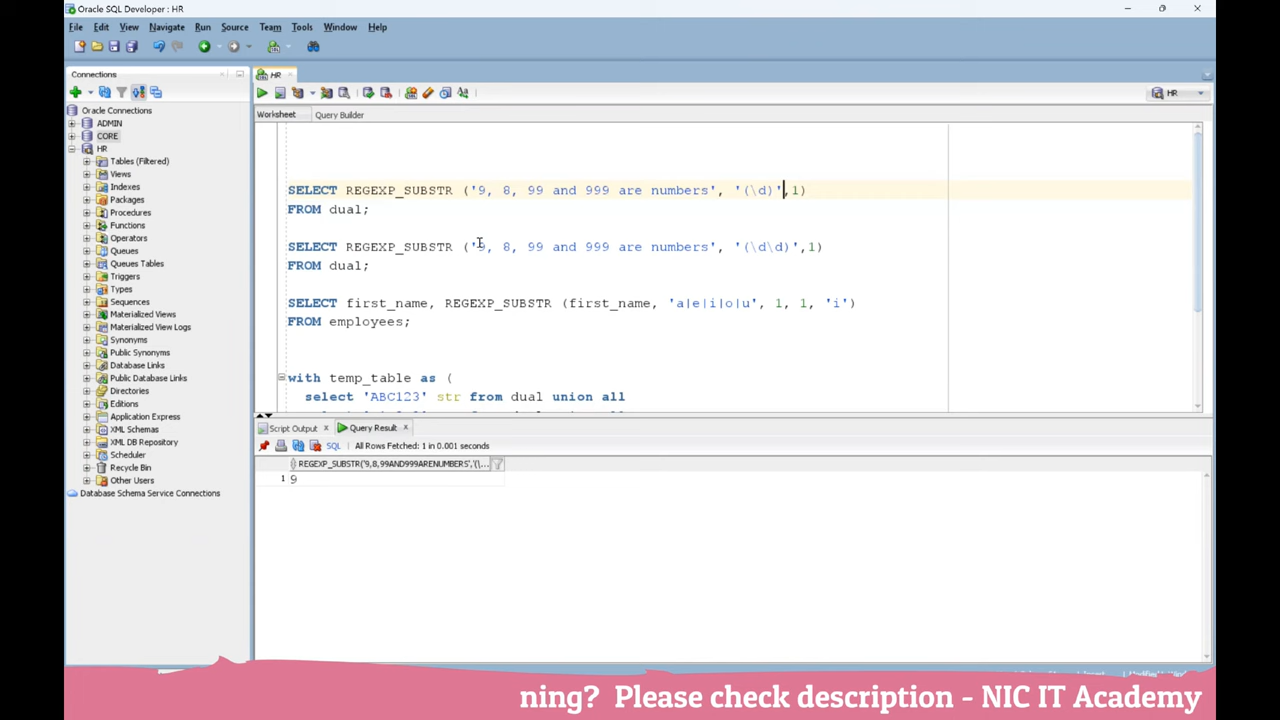 Oracle SQL Developer : HR
File Edit View Navigate Run Source Team Tools Window Help
Connections
Oracle Connections
ADMIN
CORE
HR
Tables (Filtered)
Views
Indexes
Packages
Procedures
Functions
Operators
Queues
Queues Tables
Triggers
Types
Sequences
Materialized Views
Materialized View Logs
Synonyms
Public Synonyms
Database Links
Public Database Links
Directories
Editions
Application Express
XML Schemas
XML DB Repository
Scheduler
Recycle Bin
Other Users
Database Schema Service Connections
HR
HR
Worksheet Query Builder
SELECT REGEXP_SUBSTR ('9, 8, 99 and 999 are numbers', '(\d)',1)
FROM dual;
SELECT REGEXP_SUBSTR ('9, 8, 99 and 999 are numbers', '(\d\d)',1)
FROM dual;
SELECT first_name, REGEXP_SUBSTR (first_name, 'a|e|i|o|u', 1, 1, 'i')
FROM employees;
with temp_table as (
select 'ABC123' str from dual union all
Script Output Query Result
SQL All Rows Fetched: 1 in 0.001 seconds
REGEXP_SUBSTR('9,8,99AND999ARENUMBERS','(\...
1 9
ning? Please check description - NIC IT Academy